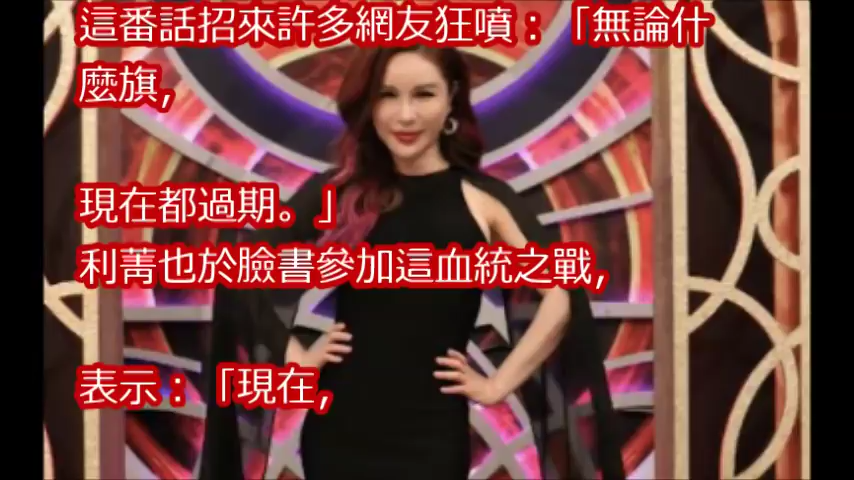 這番話招來許多網友狂噴：「無論什
麼旗，
現在都過期。」
利菁也於臉書參加這血統之戰，
表示：「現在，